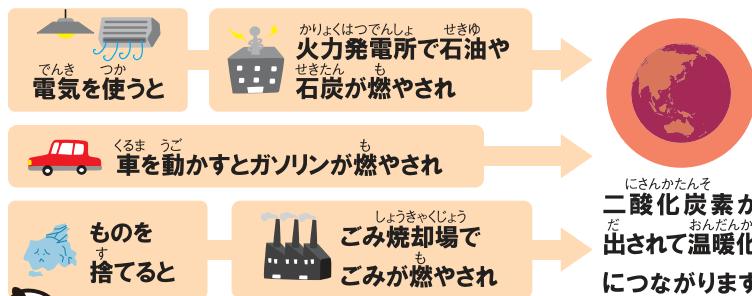 でんき つか
電気を使うと
かりょくはつでんしょ せきゆ
火力発電所で石油や
せきたん も
石炭が燃やされ
くるま うご も
車を動かすとガソリンが燃やされ
ものを
す
捨てると
しょうきゃくじょう
ごみ焼却場で
も
ごみが燃やされ
にさんかたんそ
二酸化炭素が
だ おんだんか
出されて温暖化
につながります